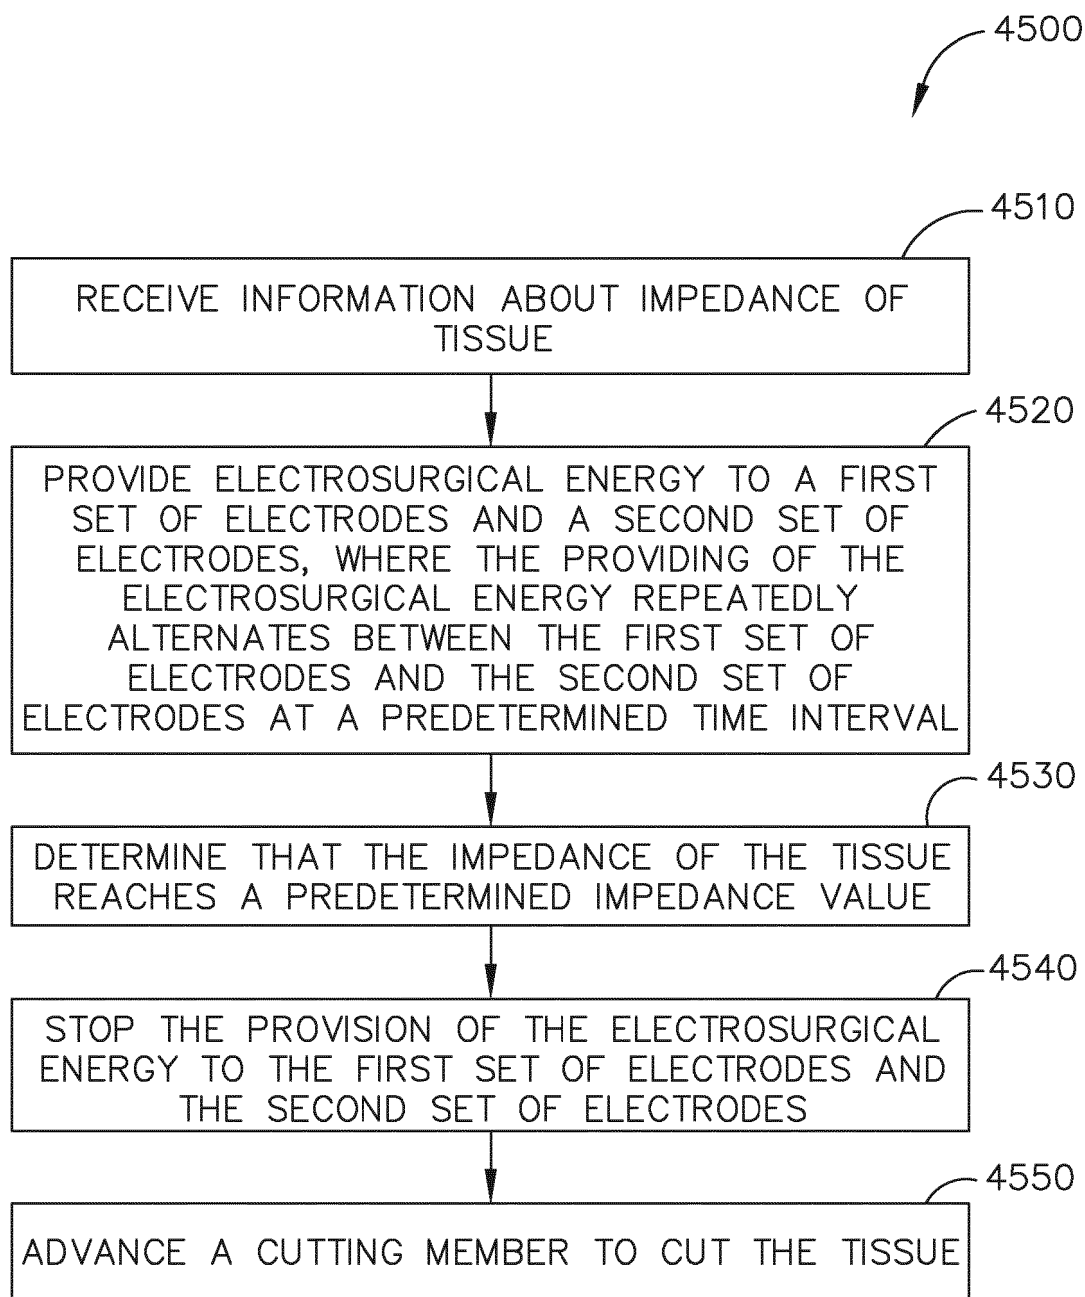 4500
4510
RECEIVE INFORMATION ABOUT IMPEDANCE OF
TISSUE
4520
PROVIDE ELECTROSURGICAL ENERGY TO A FIRST
SET OF ELECTRODES AND A SECOND SET OF
ELECTRODES, WHERE THE PROVIDING OF THE
ELECTROSURGICAL ENERGY REPEATEDLY
ALTERNATES BETWEEN THE FIRST SET OF
ELECTRODES AND THE SECOND SET OF
ELECTRODES AT A PREDETERMINED TIME INTERVAL
4530
DETERMINE THAT THE IMPEDANCE OF THE TISSUE
REACHES A PREDETERMINED IMPEDANCE VALUE
4540
STOP THE PROVISION OF THE ELECTROSURGICAL
ENERGY TO THE FIRST SET OF ELECTRODES AND
THE SECOND SET OF ELECTRODES
4550
ADVANCE A CUTTING MEMBER TO CUT THE TISSUE